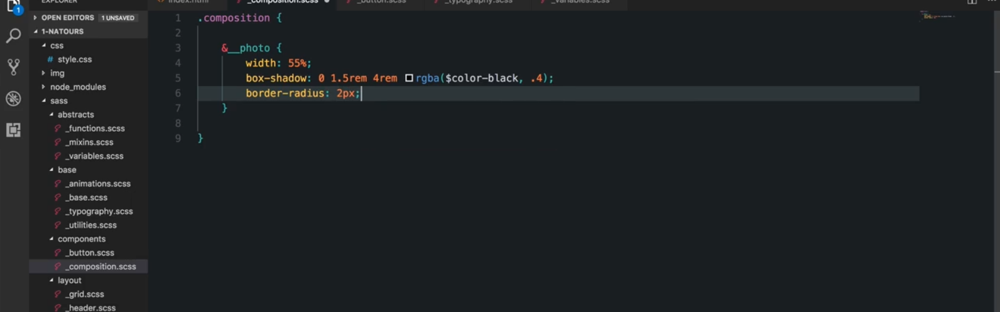 EXPLORER
index.html
_composition.scss
_button.scss
_typography.scss
_variables.scss
1
OPEN EDITORS 1 UNSAVED
1-NATOURS
css
# style.css
img
node_modules
sass
abstracts
_functions.scss
_mixins.scss
_variables.scss
base
_animations.scss
_base.scss
_typography.scss
_utilities.scss
components
_button.scss
_composition.scss
layout
_grid.scss
_header.scss
1 .composition {
2
3 &__photo {
4 width: 55%;
5 box-shadow: 0 1.5rem 4rem rgba($color-black, .4);
6 border-radius: 2px;
7 }
8
9 }